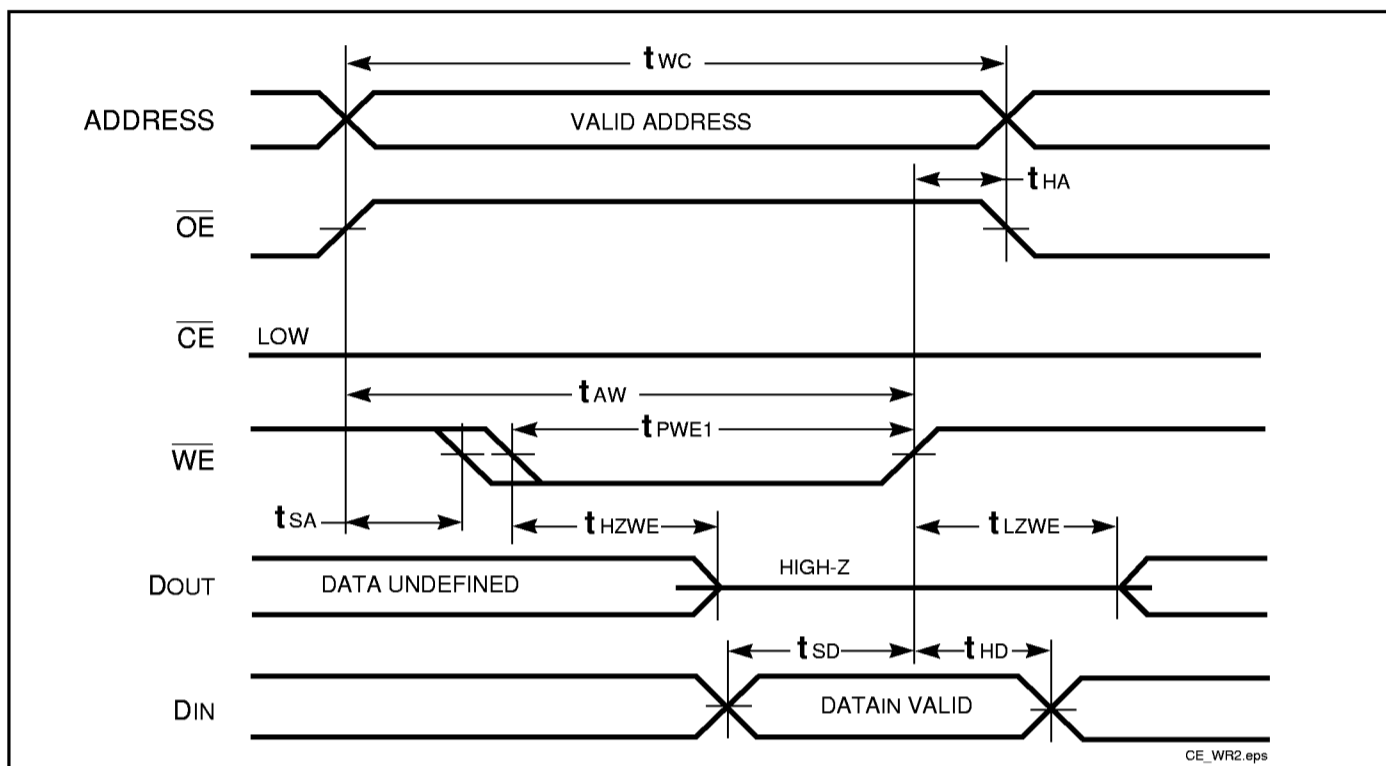 tWC
ADDRESS
VALID ADDRESS
tHA
OE
CE
LOW
tAW
tPWE1
WE
tSA
tHZWE
tLZWE
DOUT
DATA UNDEFINED
HIGH-Z
tSD
tHD
DIN
DATAIN VALID
CE_WR2.eps